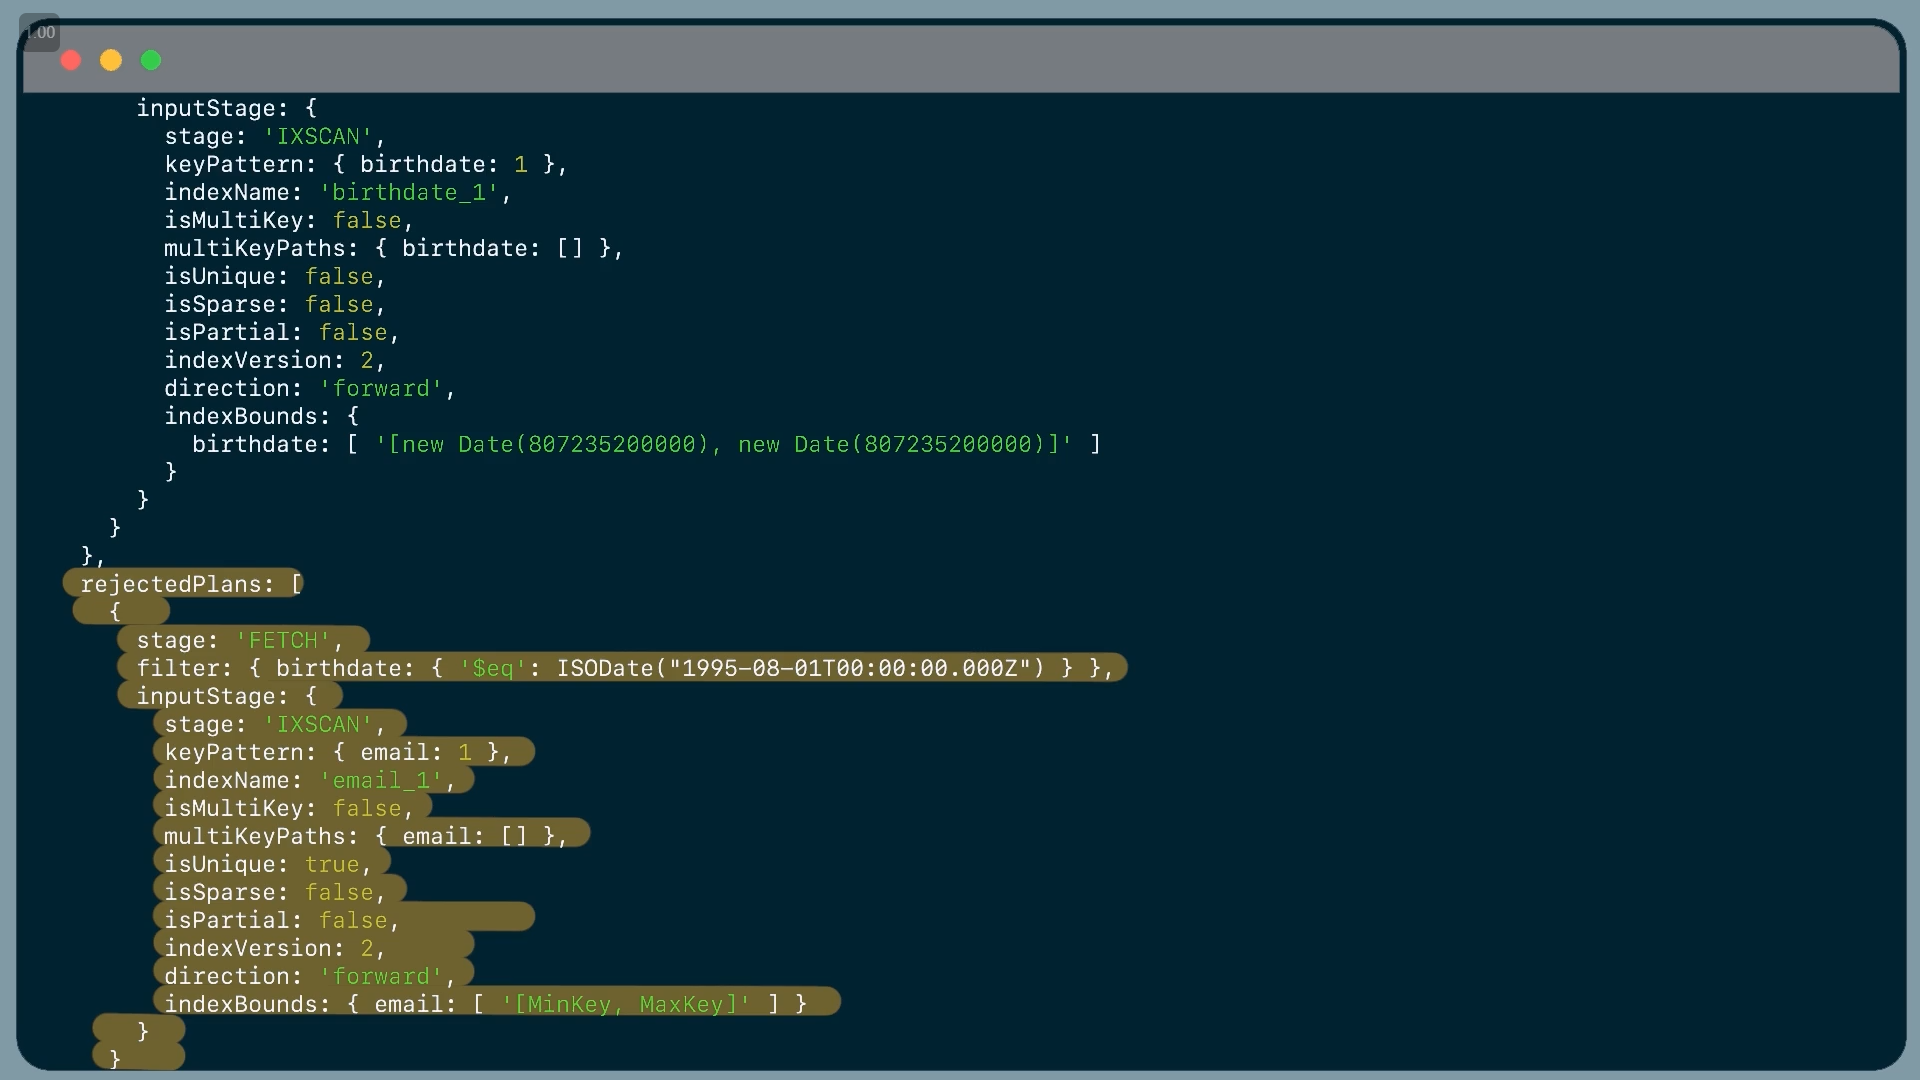 1.00
inputStage: {
stage: 'IXSCAN',
keyPattern: { birthdate: 1 },
indexName: 'birthdate_1',
isMultiKey: false,
multiKeyPaths: { birthdate: [] },
isUnique: false,
isSparse: false,
isPartial: false,
indexVersion: 2,
direction: 'forward',
indexBounds: {
birthdate: [ '[new Date(807235200000), new Date(807235200000)]' ]
}
}
}
},
rejectedPlans: [
{
stage: 'FETCH',
filter: { birthdate: { '$eq': ISODate("1995-08-01T00:00:00.000Z") } },
inputStage: {
stage: 'IXSCAN',
keyPattern: { email: 1 },
indexName: 'email_1',
isMultiKey: false,
multiKeyPaths: { email: [] },
isUnique: true,
isSparse: false,
isPartial: false,
indexVersion: 2,
direction: 'forward',
indexBounds: { email: [ '[MinKey, MaxKey]' ] }
}
}